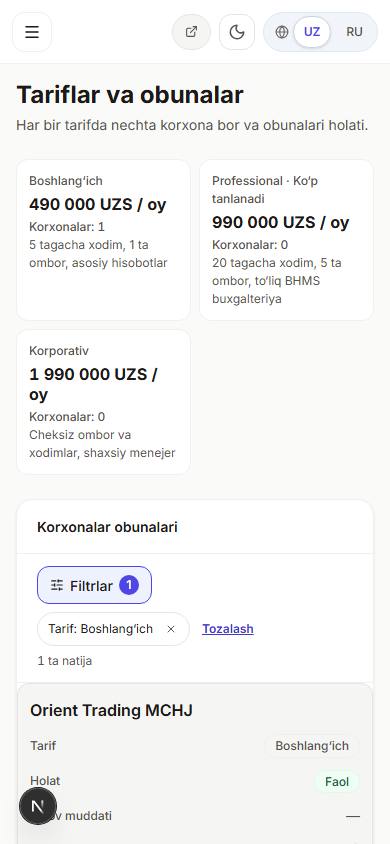 UZ
RU
Tariflar va obunalar
Har bir tarifda nechta korxona bor va obunalari holati.
Boshlang‘ich
490 000 UZS / oy
Korxonalar: 1
5 tagacha xodim, 1 ta
ombor, asosiy hisobotlar
Professional · Ko‘p
tanlanadi
990 000 UZS / oy
Korxonalar: 0
20 tagacha xodim, 5 ta
ombor, to‘liq BHMS
buxgalteriya
Korporativ
1 990 000 UZS /
oy
Korxonalar: 0
Cheksiz ombor va
xodimlar, shaxsiy menejer
Korxonalar obunalari
Filtrlar 1
Tarif: Boshlang‘ich
Tozalash
1 ta natija
Orient Trading MCHJ
Tarif
Boshlang‘ich
Holat
Faol
N
muddati
—